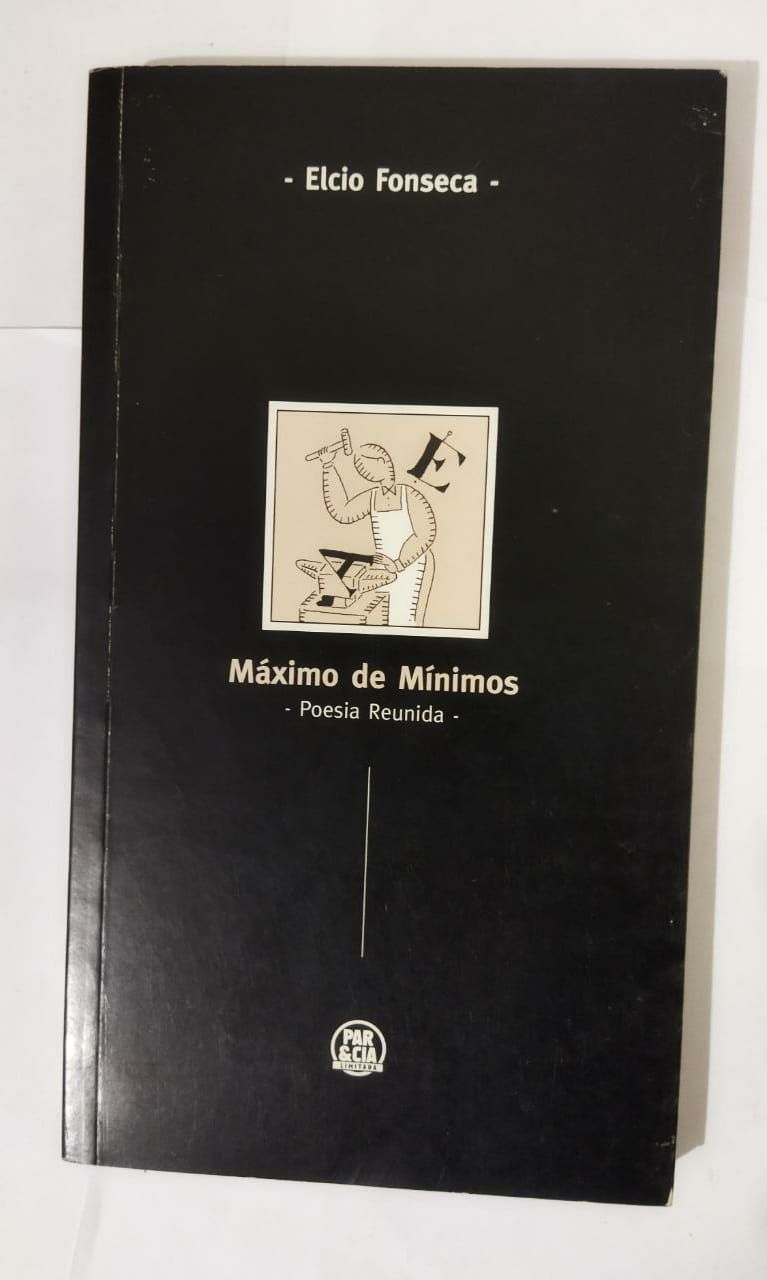 - Elcio Fonseca -
E
Máximo de Mínimos
- Poesia Reunida -
PAR
&CIA
LIMITADA